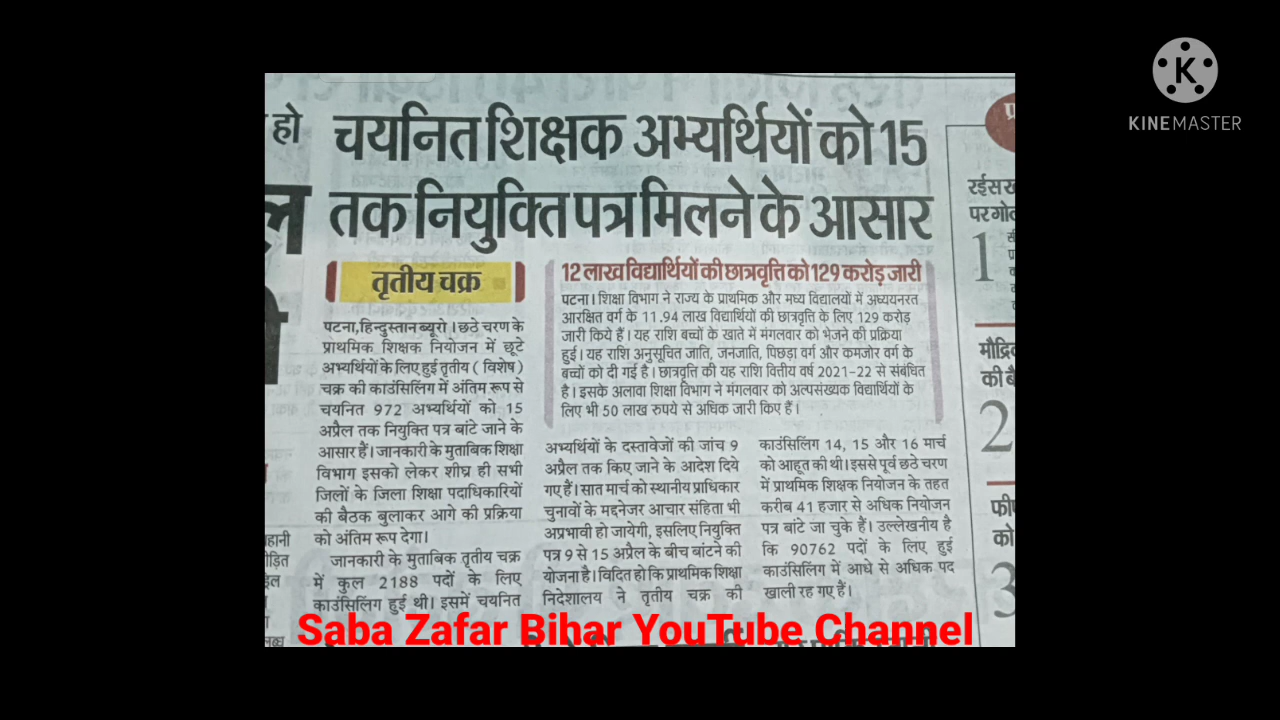 KINEMASTER
हो
चयनित शिक्षक अभ्यर्थियों को 15
तक नियुक्ति पत्र मिलने के आसार
तृतीय चक्र
पटना,हिन्दुस्तान ब्यूरो । छठे चरण के
प्राथमिक शिक्षक नियोजन में छूटे
अभ्यर्थियों के लिए हुई तृतीय ( विशेष)
चक्र की काउंसिलिंग में अंतिम रूप से
चयनित 972 अभ्यर्थियों को 15
अप्रैल तक नियुक्ति पत्र बांटे जाने के
आसार हैं। जानकारी के मुताबिक शिक्षा
विभाग इसको लेकर शीघ्र ही सभी
जिलों के जिला शिक्षा पदाधिकारियों
की बैठक बुलाकर आगे की प्रक्रिया
को अंतिम रूप देगा।
जानकारी के मुताबिक तृतीय चक्र
में कुल 2188 पदों के लिए
काउंसिलिंग हुई थी। इसमें चयनित
12 लाख विद्यार्थियों की छात्रवृत्ति को 129 करोड़ जारी
पटना। शिक्षा विभाग ने राज्य के प्राथमिक और मध्य विद्यालयों में अध्ययनरत
आरक्षित वर्ग के 11.94 लाख विद्यार्थियों की छात्रवृत्ति के लिए 129 करोड़
जारी किये हैं। यह राशि बच्चों के खाते में मंगलवार को भेजने की प्रक्रिया
हुई। यह राशि अनुसूचित जाति, जनजाति, पिछड़ा वर्ग और कमजोर वर्ग के
बच्चों को दी गई है। छात्रवृत्ति की यह राशि वित्तीय वर्ष 2021-22 से संबंधित
है। इसके अलावा शिक्षा विभाग ने मंगलवार को अल्पसंख्यक विद्यार्थियों के
लिए भी 50 लाख रुपये से अधिक जारी किए हैं।
अभ्यर्थियों के दस्तावेजों की जांच 9
अप्रैल तक किए जाने के आदेश दिये
गए हैं। सात मार्च को स्थानीय प्राधिकार
चुनावों के मद्देनजर आचार संहिता भी
अप्रभावी हो जायेगी, इसलिए नियुक्ति
पत्र 9 से 15 अप्रैल के बीच बांटने की
योजना है। विदित हो कि प्राथमिक शिक्षा
निदेशालय ने तृतीय चक्र की
काउंसिलिंग 14, 15 और 16 मार्च
को आहूत की थी। इससे पूर्व छठे चरण
में प्राथमिक शिक्षक नियोजन के तहत
करीब 41 हजार से अधिक नियोजन
पत्र बांटे जा चुके हैं। उल्लेखनीय है
कि 90762 पदों के लिए हुई
काउंसिलिंग में आधे से अधिक पद
खाली रह गए हैं।
1
2
की बै
को
3
Saba Zafar Bihar YouTube Channel